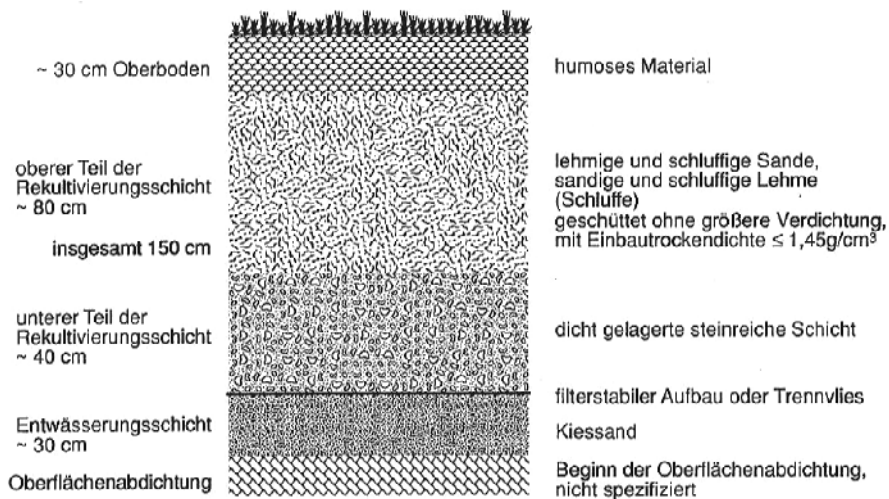 ~ 30 cm Oberboden
humoses Material
oberer Teil der
Rekultivierungsschicht
~ 80 cm
insgesamt 150 cm
lehmige und schluffige Sande,
sandige und schluffige Lehme
(Schluffe)
geschüttet ohne größere Verdichtung,
mit Einbautrockendichte ≤ 1,45g/cm³
unterer Teil der
Rekultivierungsschicht
~ 40 cm
dicht gelagerte steinreiche Schicht
filterstabiler Aufbau oder Trennvlies
Entwässerungsschicht
~ 30 cm
Kiessand
Oberflächenabdichtung
Beginn der Oberflächenabdichtung,
nicht spezifiziert